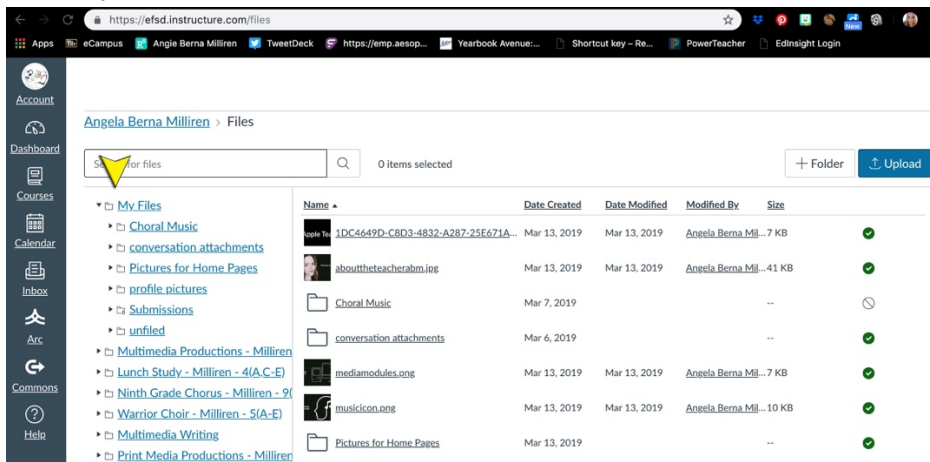 https://efsd.instructure.com/files
Apps eCampus Angie Berna Milliren TweetDeck https://emp.aesop... Yearbook Avenue:... Shortcut key – Re... PowerTeacher EdInsight Login
New
Account
Dashboard
Courses
Calendar
Inbox
Arc
Commons
Help
Angela Berna Milliren > Files
for files
0 items selected
+ Folder
Upload
My Files
Choral Music
conversation attachments
Pictures for Home Pages
profile pictures
Submissions
unfiled
Multimedia Productions - Milliren
Lunch Study - Milliren - 4(A,C-E)
Ninth Grade Chorus - Milliren - 9(
Warrior Choir - Milliren - 5(A-E)
Multimedia Writing
Print Media Productions - Milliren
Name Date Created Date Modified Modified By Size
1DC4649D-C8D3-4832-A287-25E671A... Mar 13, 2019 Mar 13, 2019 Angela Berna Mil... 7 KB
abouttheteacherabm.jpg Mar 13, 2019 Mar 13, 2019 Angela Berna Mil... 41 KB
Choral Music Mar 7, 2019 --
conversation attachments Mar 6, 2019 --
mediamodules.png Mar 13, 2019 Mar 13, 2019 Angela Berna Mil... 7 KB
musicicon.png Mar 13, 2019 Mar 13, 2019 Angela Berna Mil... 10 KB
Pictures for Home Pages Mar 13, 2019 --